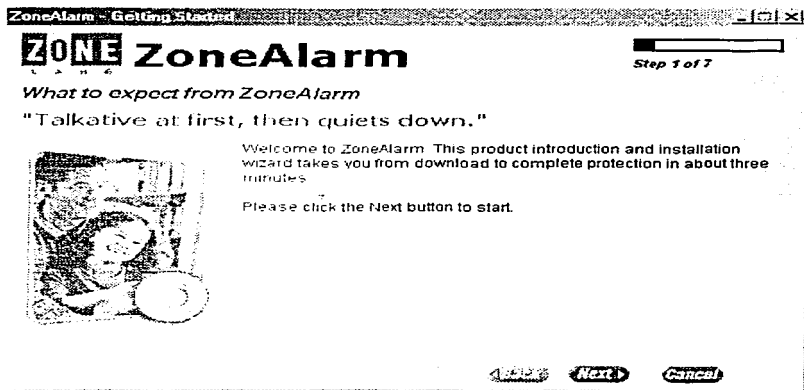 ZoneAlarm - Getting Started
ZONE ZoneAlarm
LABS
Step 1 of 7
What to expect from ZoneAlarm
"Talkative at first, then quiets down."
Welcome to ZoneAlarm. This product introduction and installation
wizard takes you from download to complete protection in about three
minutes.
Please click the Next button to start.
Back Next Cancel